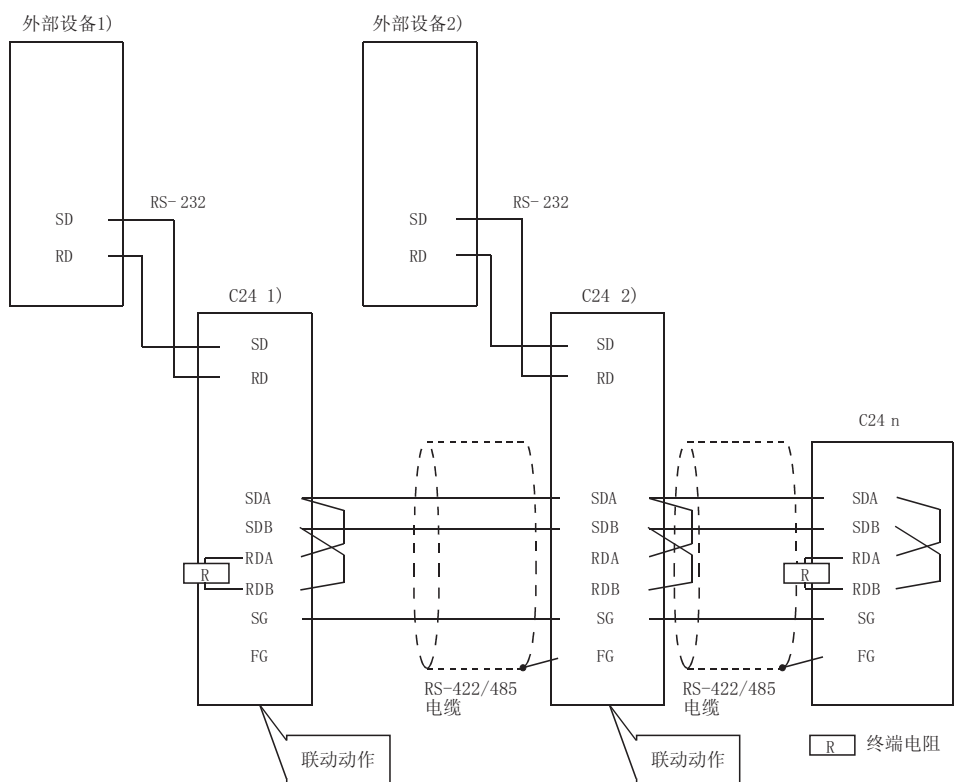 外部设备1)
外部设备2)
RS-232
RS-232
SD
RD
SD
RD
C24 1)
C24 2)
SD
RD
SD
RD
C24 n
SDA
SDB
RDA
RDB
SG
FG
R
SDA
SDB
RDA
RDB
SG
FG
SDA
SDB
RDA
RDB
SG
FG
R
RS-422/485
电缆
RS-422/485
电缆
联动动作
联动动作
R 终端电阻